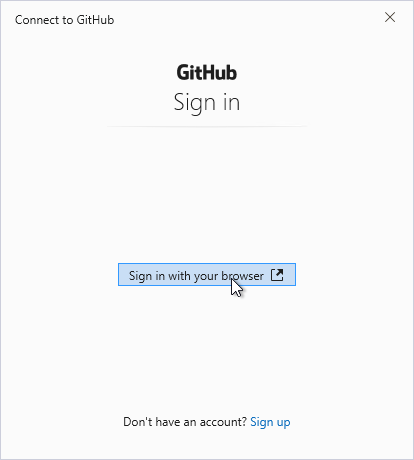 Connect to GitHub
GitHub
Sign in
Sign in with your browser
Don't have an account? Sign up